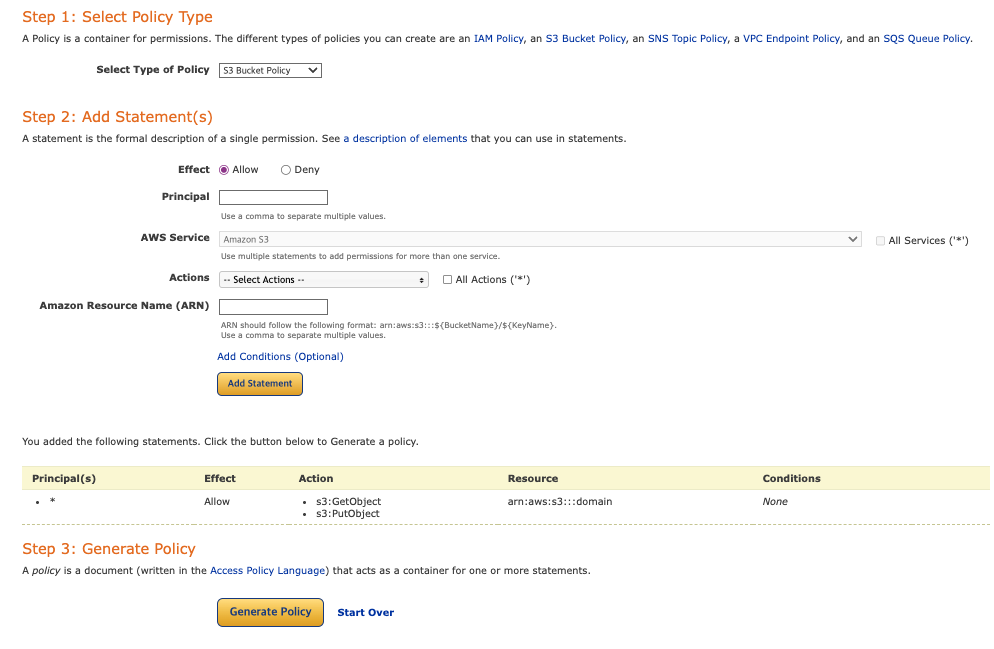 Step 1: Select Policy Type
A Policy is a container for permissions. The different types of policies you can create are an IAM Policy, an S3 Bucket Policy, an SNS Topic Policy, a VPC Endpoint Policy, and an SQS Queue Policy.
Select Type of Policy S3 Bucket Policy
Step 2: Add Statement(s)
A statement is the formal description of a single permission. See a description of elements that you can use in statements.
Effect Allow Deny
Principal
Use a comma to separate multiple values.
AWS Service Amazon S3 All Services ('*')
Use multiple statements to add permissions for more than one service.
Actions -- Select Actions -- All Actions ('*')
Amazon Resource Name (ARN)
ARN should follow the following format: arn:aws:s3:::${BucketName}/${KeyName}.
Use a comma to separate multiple values.
Add Conditions (Optional)
Add Statement
You added the following statements. Click the button below to Generate a policy.
Principal(s) Effect Action Resource Conditions
• * Allow • s3:GetObject arn:aws:s3:::domain None
• s3:PutObject
Step 3: Generate Policy
A policy is a document (written in the Access Policy Language) that acts as a container for one or more statements.
Generate Policy Start Over